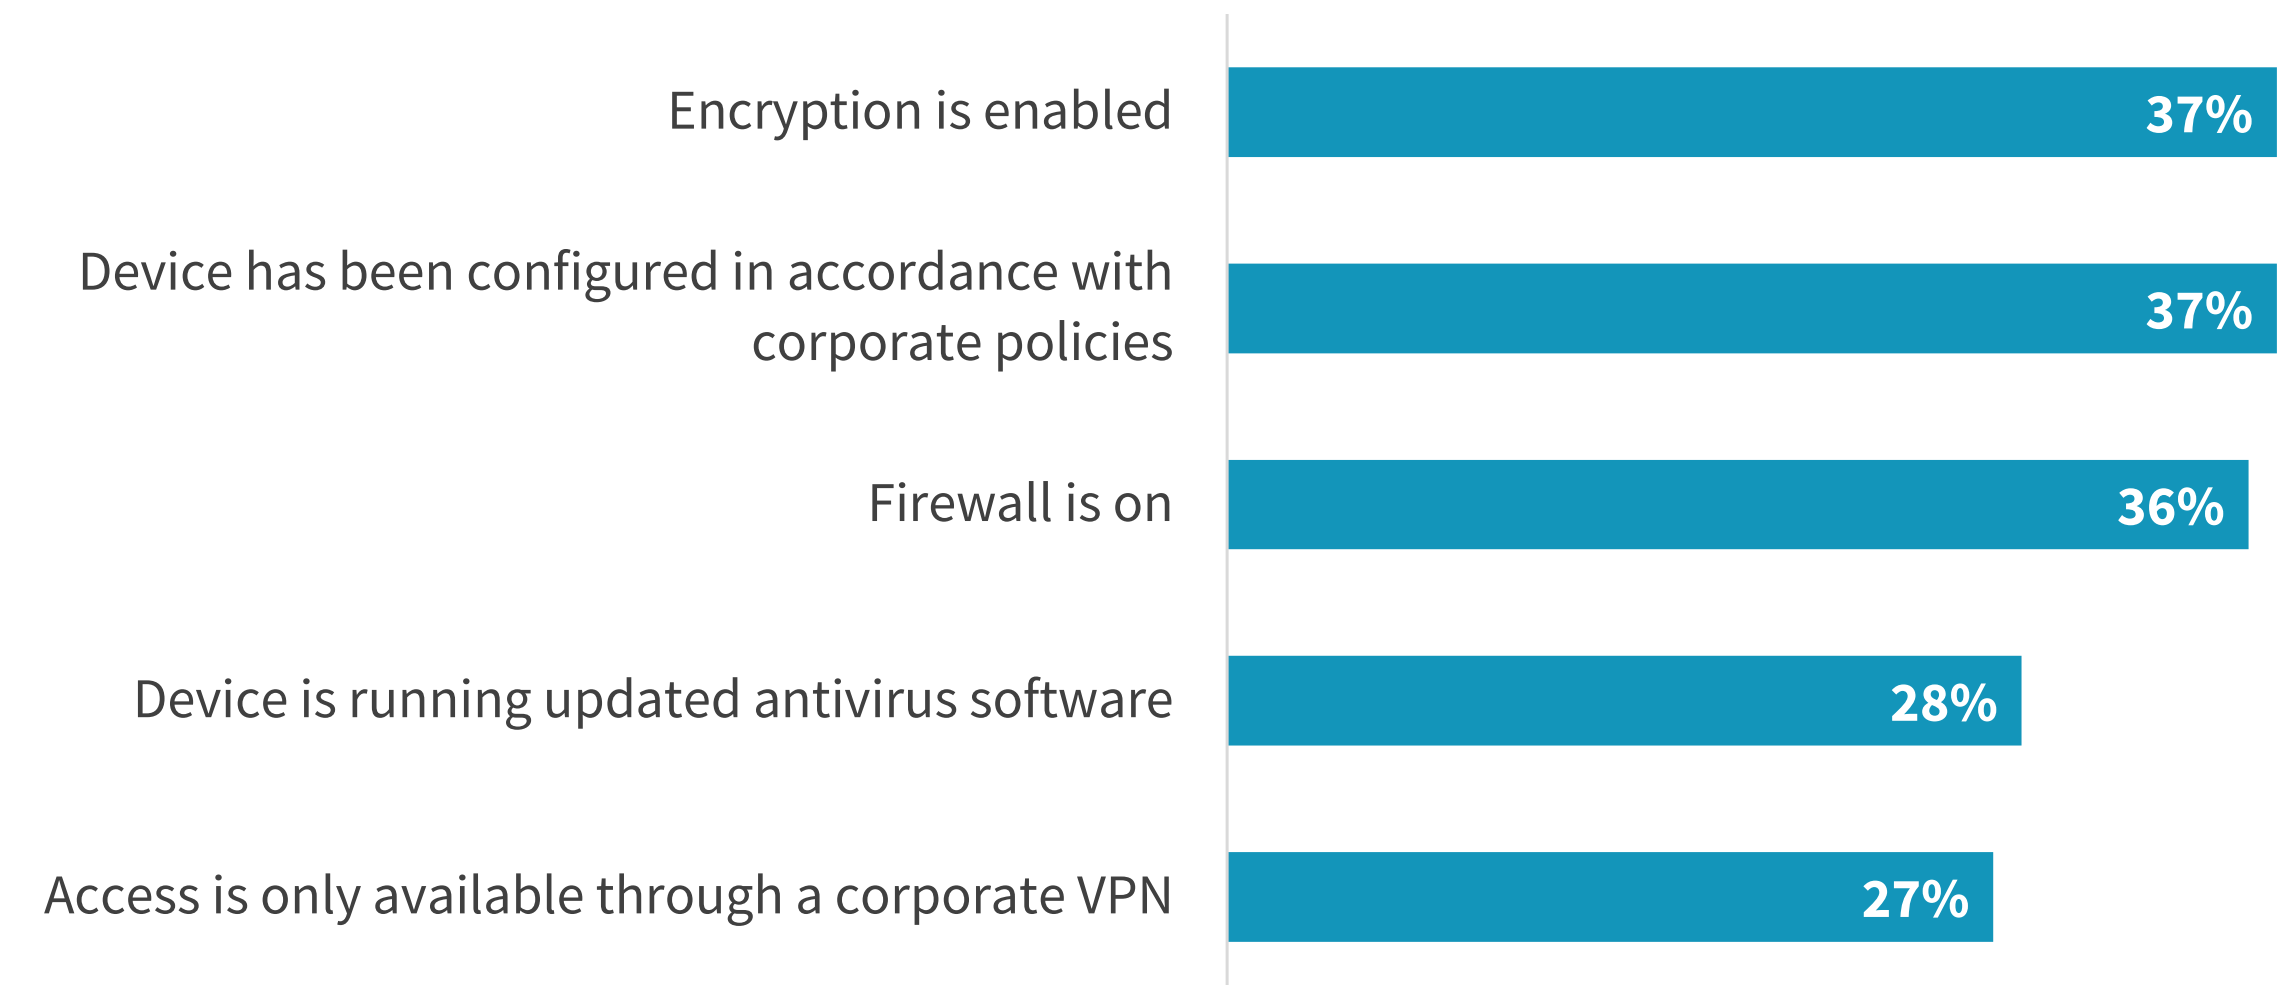 Encryption is enabled
37%
Device has been configured in accordance with
corporate policies
37%
Firewall is on
36%
Device is running updated antivirus software
28%
Access is only available through a corporate VPN
27%